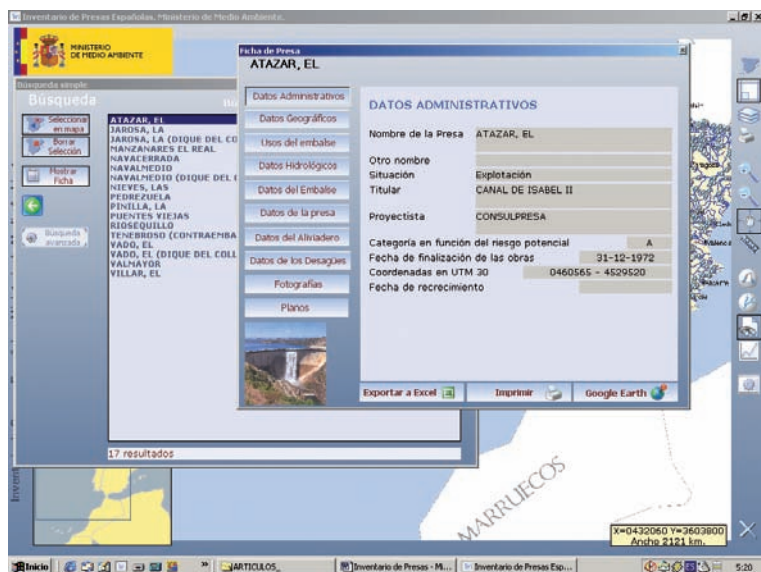 Inventario de Presas Españolas. Ministerio de Medio Ambiente.
MINISTERIO
DE MEDIO AMBIENTE
Búsqueda simple
Búsqueda
Seleccionar
en mapa
Borrar
Selección
Mostrar
Ficha
Búsqueda
avanzada
ATAZAR, EL
JAROSA, LA
JAROSA, LA (DIQUE DEL CO
MANZANARES EL REAL
NAVACERRADA
NAVALMEDIO
NAVALMEDIO (DIQUE DEL
NIEVES, LAS
PEDREZUELA
PINILLA, LA
PUENTES VIEJAS
RIOSEQUILLO
TENEBROSO (CONTRAEMBA
VADO, EL
VADO, EL (DIQUE DEL COLL
VALMAYOR
VILLAR, EL
17 resultados
Ficha de Presa
ATAZAR, EL
Datos Administrativos
Datos Geográficos
Usos del embalse
Datos Hidrológicos
Datos del Embalse
Datos de la presa
Datos del Aliviadero
Datos de los Desagües
Fotografías
Planos
DATOS ADMINISTRATIVOS
Nombre de la Presa ATAZAR, EL
Otro nombre
Situación Explotación
Titular CANAL DE ISABEL II
Proyectista CONSULPRESA
Categoría en función del riesgo potencial A
Fecha de finalización de las obras 31-12-1972
Coordenadas en UTM 30 0460565 - 4529520
Fecha de recrecimiento
Exportar a Excel Imprimir Google Earth
MARRUECOS
X=0432060 Y=3603800
Ancho 2121 km.
Inicio
ARTICULOS_
Inventario de Presas - M...
Inventario de Presas Esp...
ES
5:20